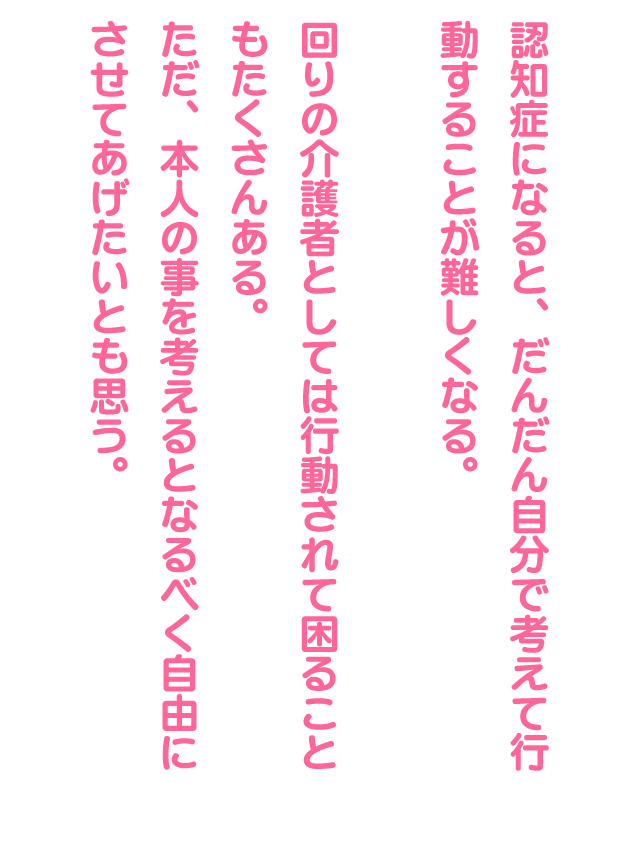 認知症になると、だんだん自分で考えて行
動することが難しくなる。
回りの介護者としては行動されて困ること
もたくさんある。
ただ、本人の事を考えるとなるべく自由に
させてあげたいとも思う。